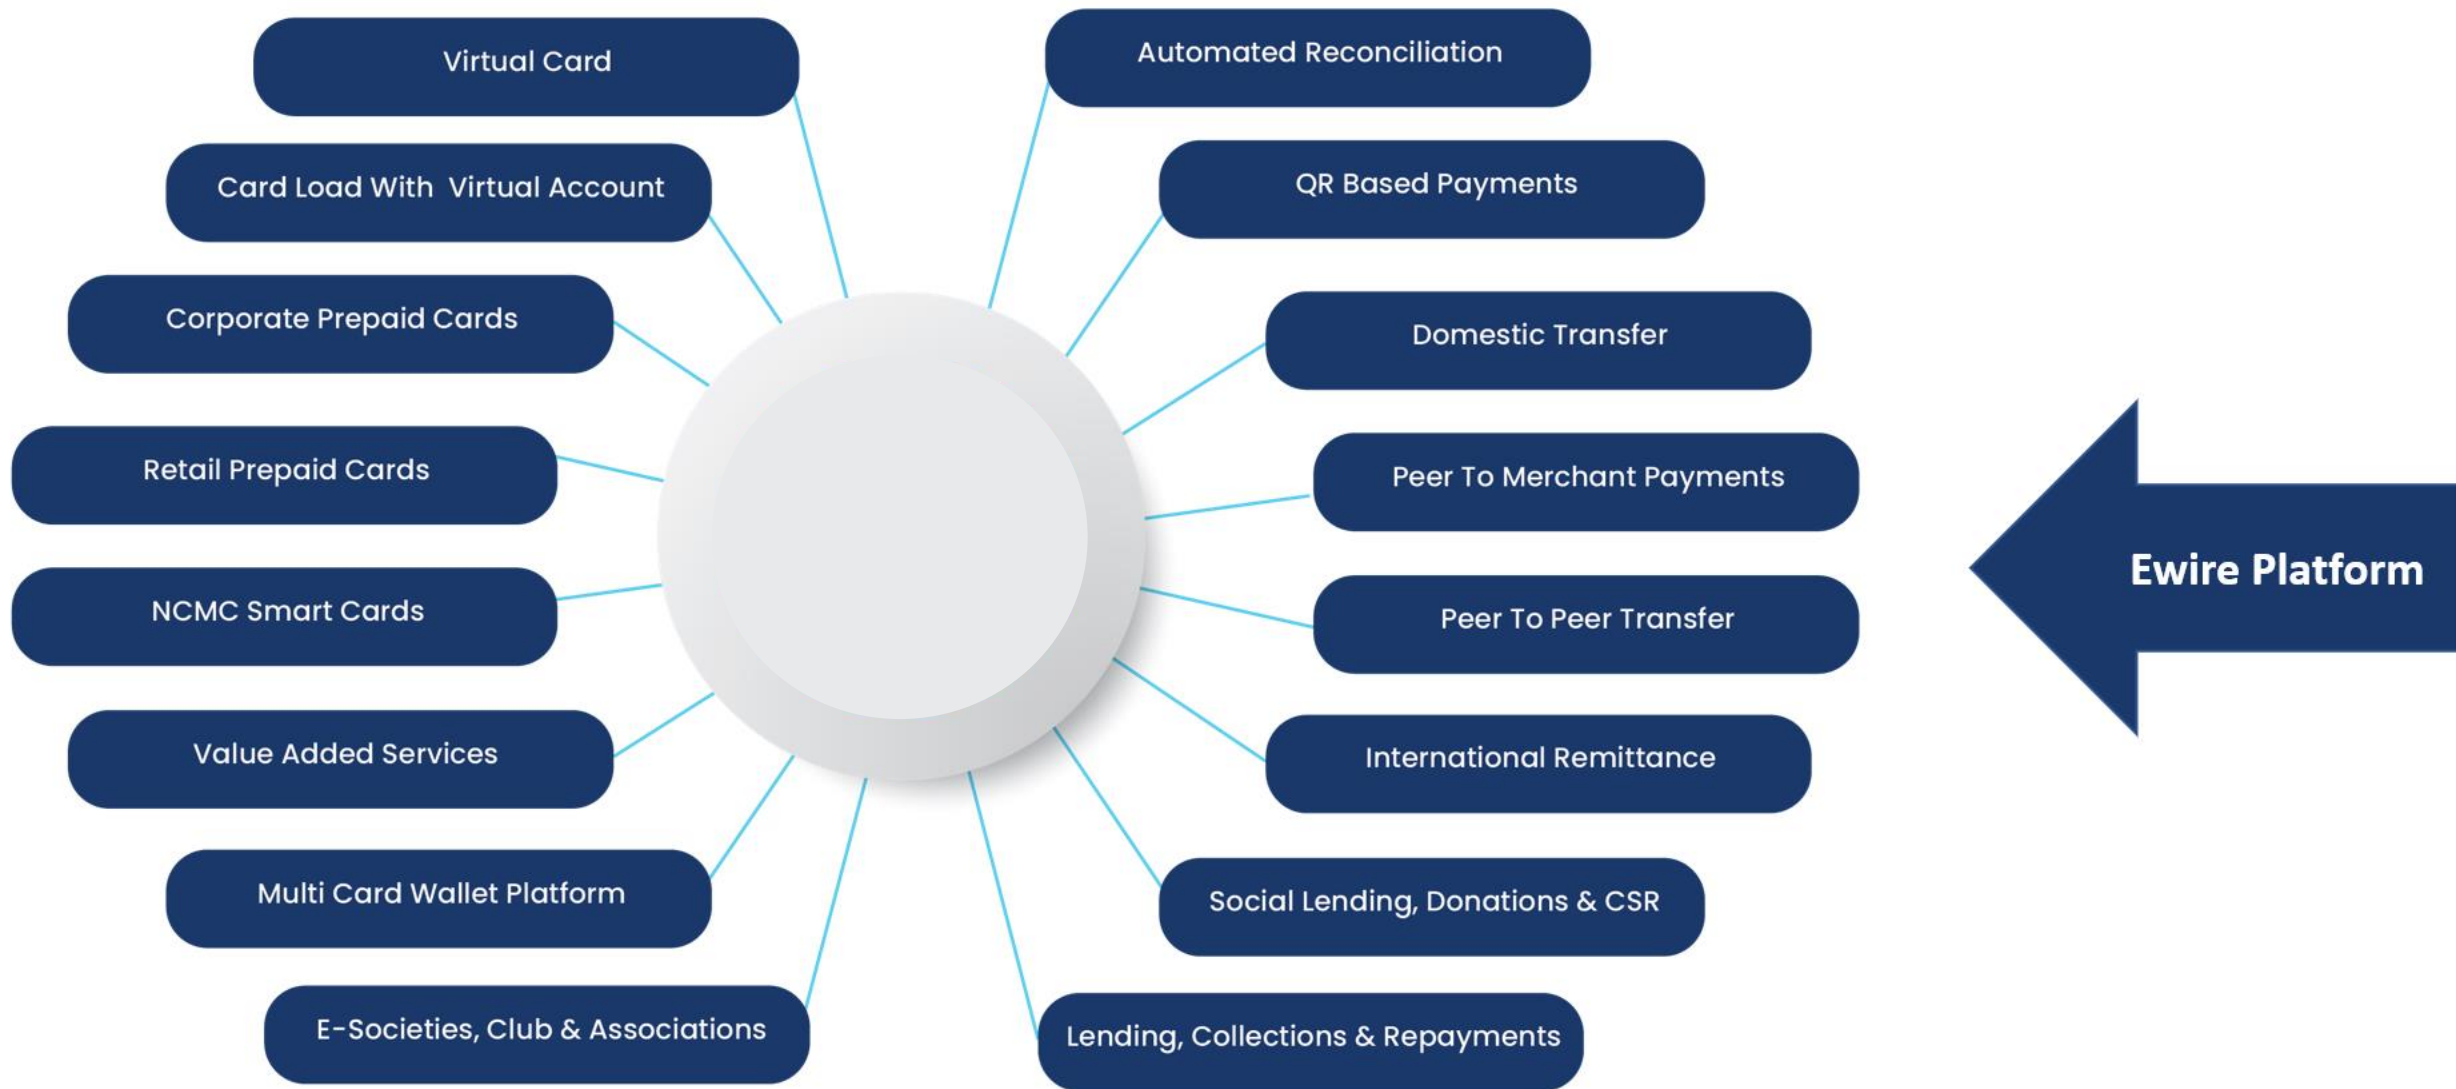 Virtual Card
Card Load With  Virtual Account
Corporate Prepaid Cards
Retail Prepaid Cards
NCMC Smart Cards
Value Added Services
Multi Card Wallet Platform
E-Societies, Club & Associations
Automated Reconciliation
QR Based Payments
Domestic Transfer
Peer To Merchant Payments
Peer To Peer Transfer
International Remittance
Social Lending, Donations & CSR
Lending, Collections & Repayments
Ewire Platform